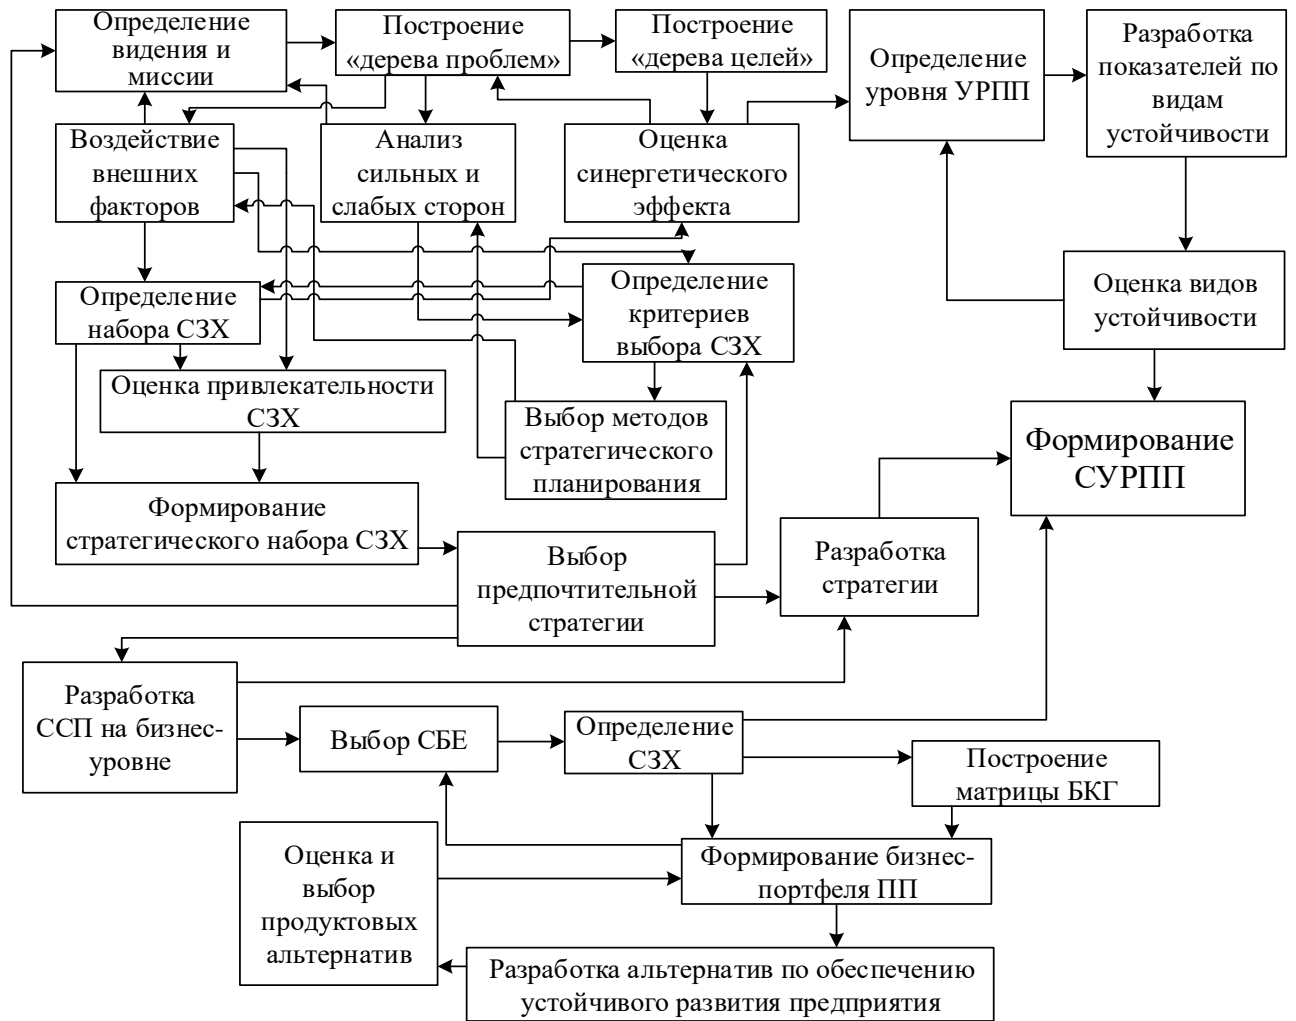 Определение
видения и
миссии
Построение
«дерева проблем»
Построение
«дерева целей»
Определение
уровня УРПП
Разработка
показателей по
видам
устойчивости
Воздействие
внешних
факторов
Анализ
сильных и
слабых сторон
Оценка
синергетического
эффекта
Определение
набора СЗХ
Определение
критериев
выбора СЗХ
Оценка видов
устойчивости
Оценка привлекательности
СЗХ
Выбор методов
стратегического
планирования
Формирование
СУРПП
Формирование
стратегического набора СЗХ
Выбор
предпочтительной
стратегии
Разработка
стратегии
Разработка
ССП на бизнес-
уровне
Выбор СБЕ
Определение
СЗХ
Построение
матрицы БКГ
Оценка и
выбор
продуктовых
альтернатив
Формирование бизнес-
портфеля ПП
Разработка альтернатив по обеспечению
устойчивого развития предприятия